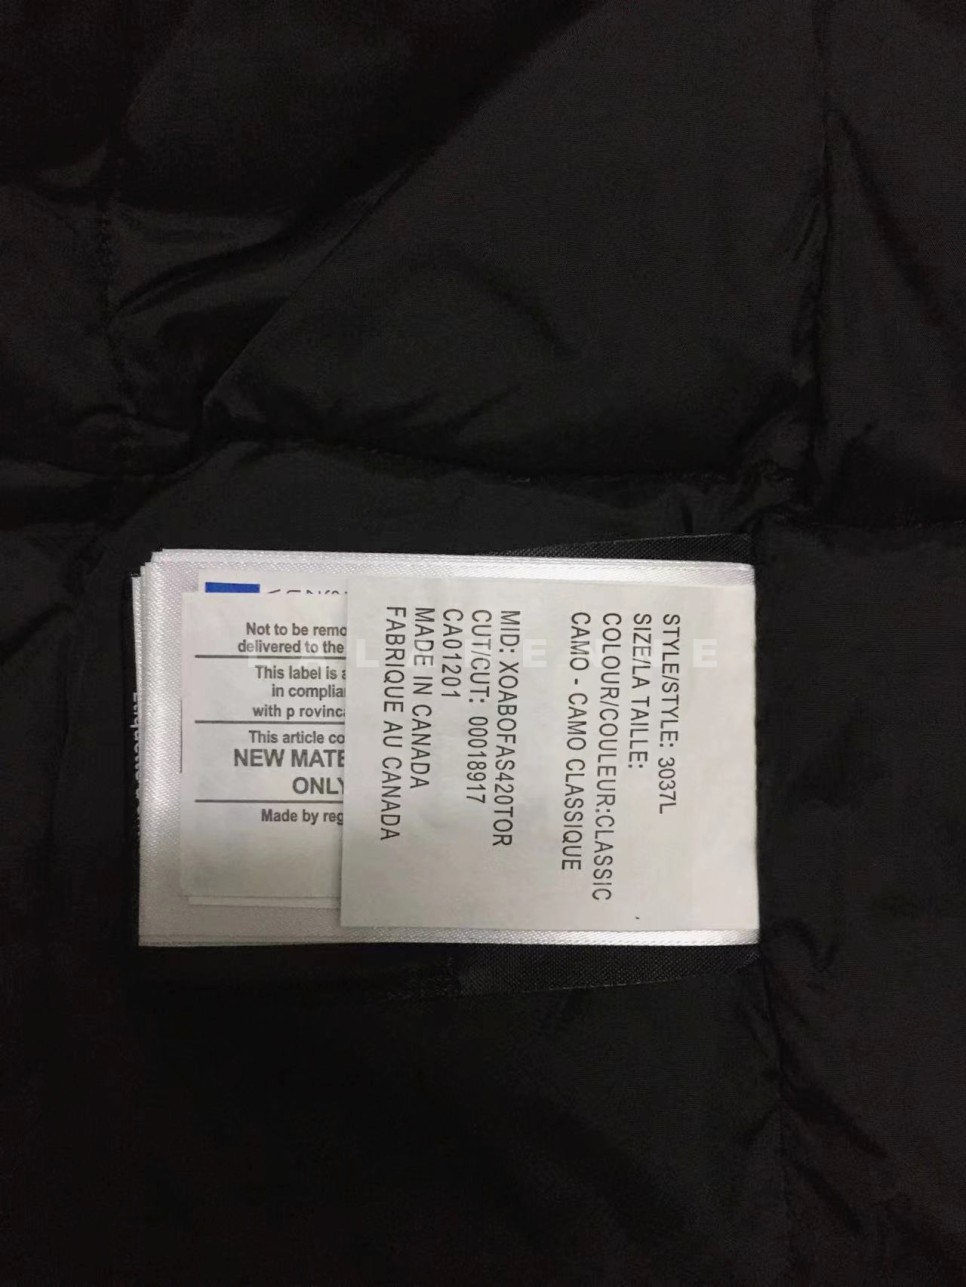 STYLE/STYLE: 3037L
SIZE/LA TAILLE:
COLOUR/COULEUR:CLASSIC
CAMO - CAMO CLASSIQUE
MID: XOABOFAS420TOR
CUT/CUT: 00018917
CA01201
MADE IN CANADA
FABRIQUE AU CANADA
Not to be remo
delivered to the
This label is a
in complia
with p rovinc
This article co
NEW MATE
ONLY
Made by reg